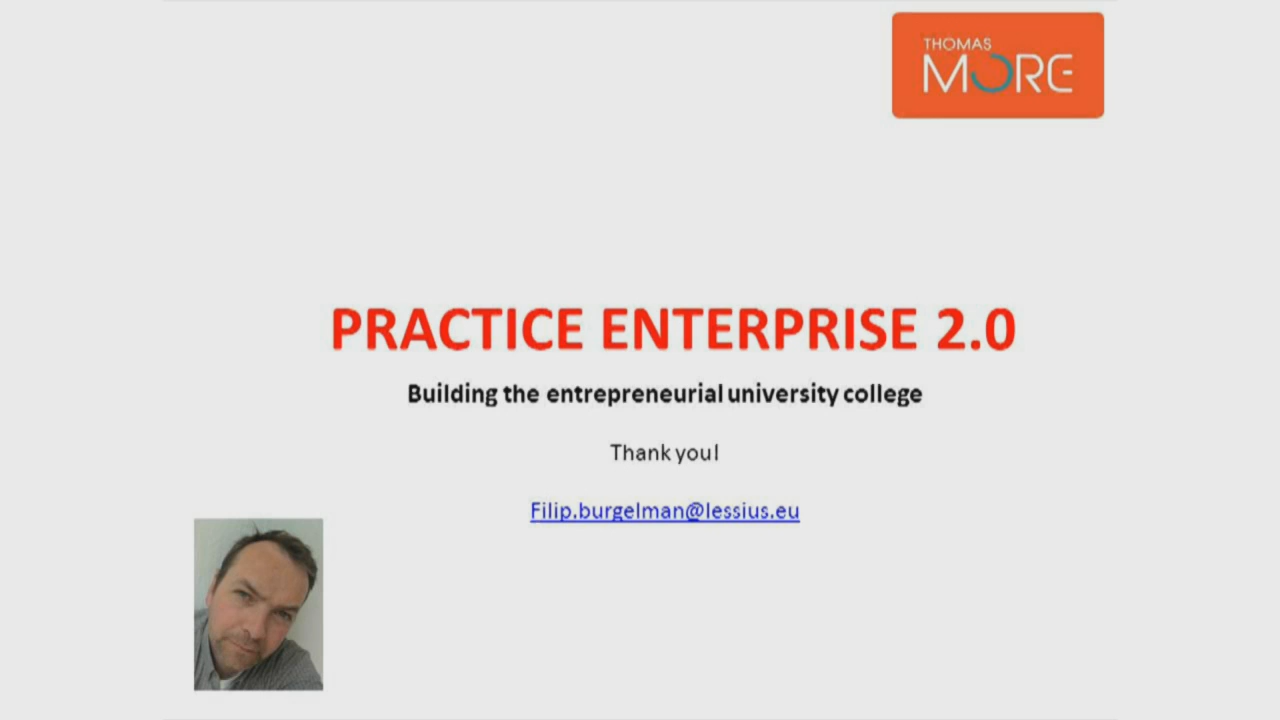 THOMAS
MORE
PRACTICE ENTERPRISE 2.0
Building the entrepreneurial university college
Thank you!
Filip.burgelman@lessius.eu